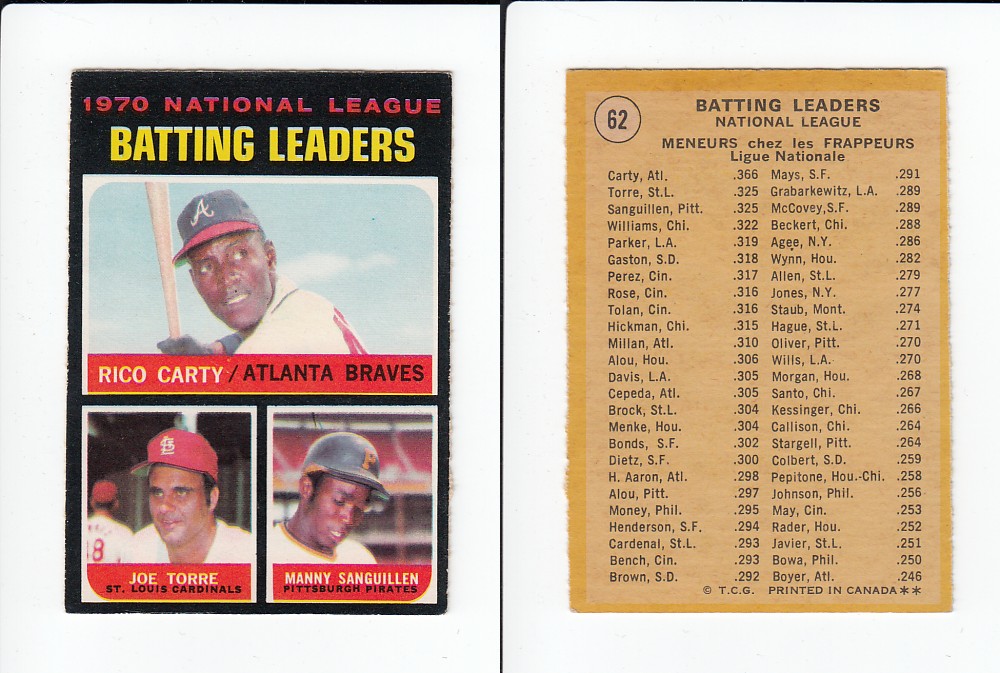 1970 NATIONAL LEAGUE
BATTING LEADERS
A
RICO CARTY/ATLANTA BRAVES
STL
8
JOE TORRE
ST. LOUIS CARDINALS
P
MANNY SANGUILLEN
PITTSBURGH PIRATES
62
BATTING LEADERS
NATIONAL LEAGUE
MENEURS chez les FRAPPEURS
Ligue Nationale
Carty, Atl. .366 Mays, S.F. .291
Torre, St.L. .325 Grabarkewitz, L.A. .289
Sanguillen, Pitt. .325 McCovey,S.F. .289
Williams, Chi. .322 Beckert, Chi. .288
Parker, L.A. .319 Agee, N.Y. .286
Gaston, S.D. .318 Wynn, Hou. .282
Perez, Cin. .317 Allen, St.L. .279
Rose, Cin. .316 Jones, N.Y. .277
Tolan, Cin. .316 Staub, Mont. .274
Hickman, Chi. .315 Hague, St.L. .271
Millan, Atl. .310 Oliver, Pitt. .270
Alou, Hou. .306 Wills, L.A. .270
Davis, L.A. .305 Morgan, Hou. .268
Cepeda, Atl. .305 Santo, Chi. .267
Brock, St.L. .304 Kessinger, Chi. .266
Menke, Hou. .304 Callison, Chi. .264
Bonds, S.F. .302 Stargell, Pitt. .264
Dietz, S.F. .300 Colbert, S.D. .259
H. Aaron, Atl. .298 Pepitone, Hou.-Chi. .258
Alou, Pitt. .297 Johnson, Phil. .256
Money, Phil. .295 May, Cin. .253
Henderson, S.F. .294 Rader, Hou. .252
Cardenal, St.L. .293 Javier, St.L. .251
Bench, Cin. .293 Bowa, Phil. .250
Brown, S.D. .292 Boyer, Atl. .246
© T.C.G. PRINTED IN CANADA**